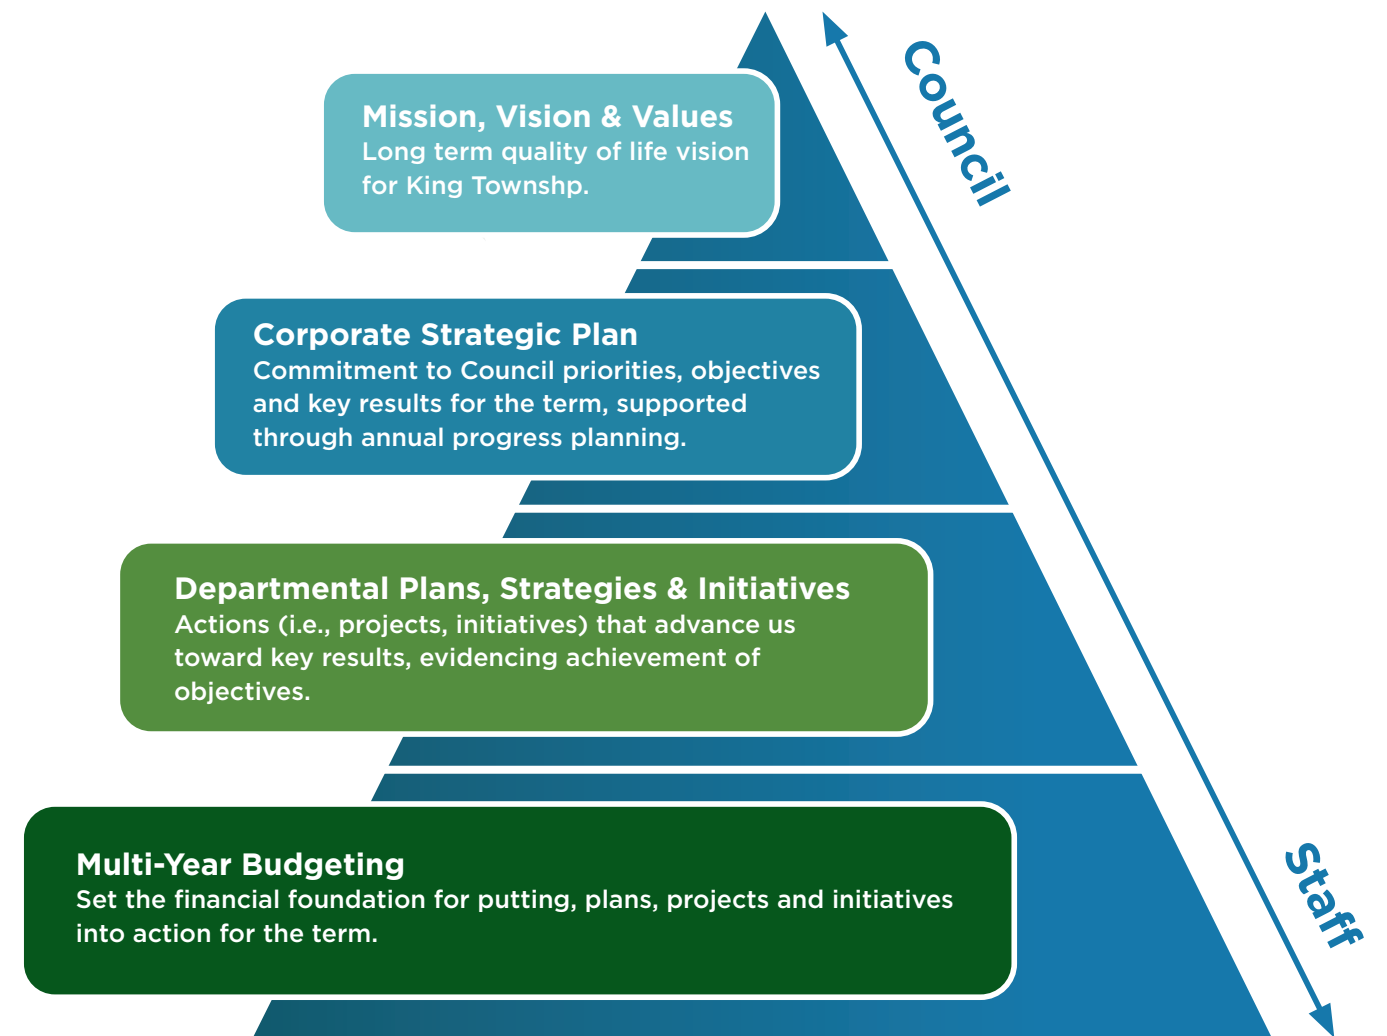 Mission, Vision & Values
Long term quality of life vision
for King Townshp.
Council
Corporate Strategic Plan
Commitment to Council priorities, objectives
and key results for the term, supported
through annual progress planning.
Departmental Plans, Strategies & Initiatives
Actions (i.e., projects, initiatives) that advance us
toward key results, evidencing achievement of
objectives.
Multi-Year Budgeting
Set the financial foundation for putting, plans, projects and initiatives
into action for the term.
Staff